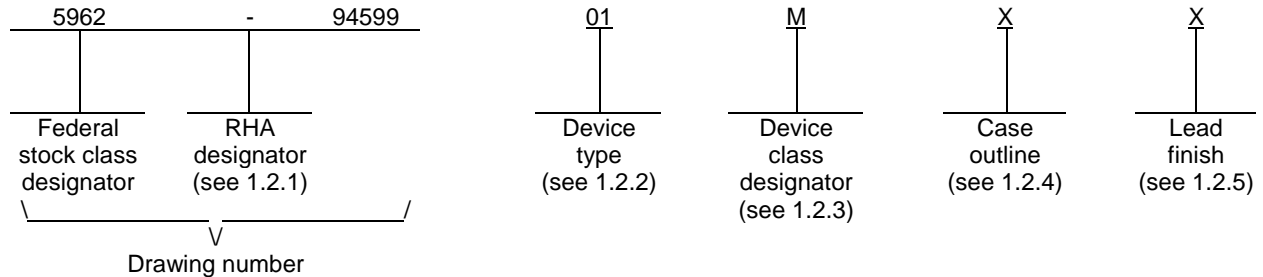 5962 - 94599 01 M X X
Federal stock class designator
RHA designator (see 1.2.1)
Device type (see 1.2.2)
Device class designator (see 1.2.3)
Case outline (see 1.2.4)
Lead finish (see 1.2.5)
\ /
\/
Drawing number